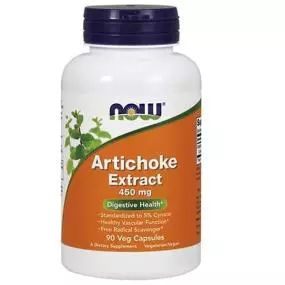 NOW
Artichoke
Extract
450 mg
Digestive Health*
• Standardized to 5% Cynarin
• Healthy Vascular Function*
• Free Radical Scavenger*
90 Veg Capsules
A Dietary Supplement Vegetarian/Vegan